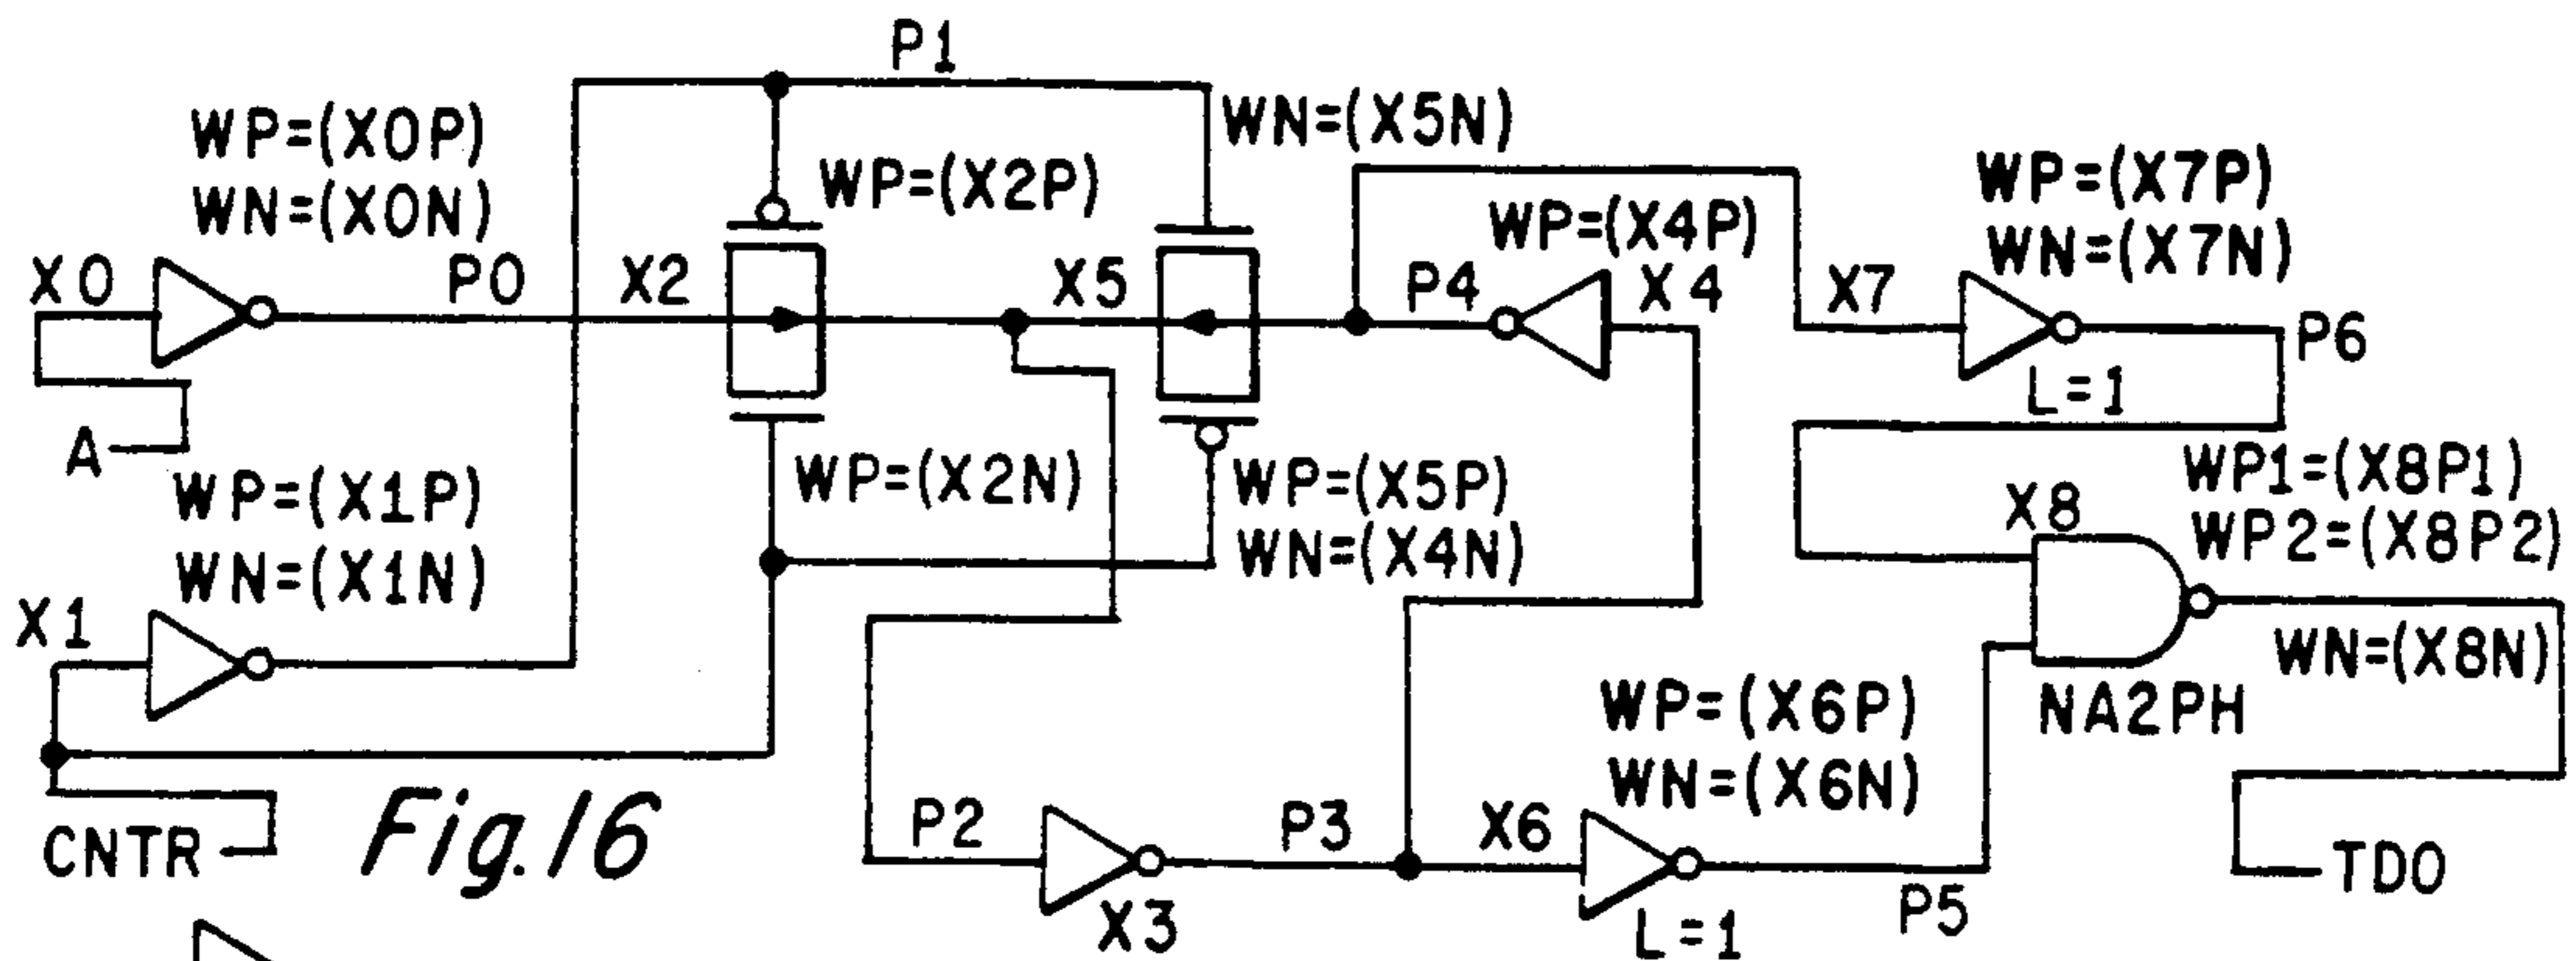 P1
WP=(X0P)
WN=(X0N)
WP=(X2P)
WN=(X5N)
WP=(X4P)
WP=(X7P)
WN=(X7N)
X0
P0
X2
X5
P4
X4
X7
P6
L=1
A
WP=(X1P)
WN=(X1N)
WP=(X2N)
WP=(X5P)
WN=(X4N)
WP1=(X8P1)
WP2=(X8P2)
X8
X1
WN=(X8N)
NA2PH
WP=(X6P)
WN=(X6N)
CNTR
Fig.16
P2
P3
X6
TDO
X3
L=1
P5